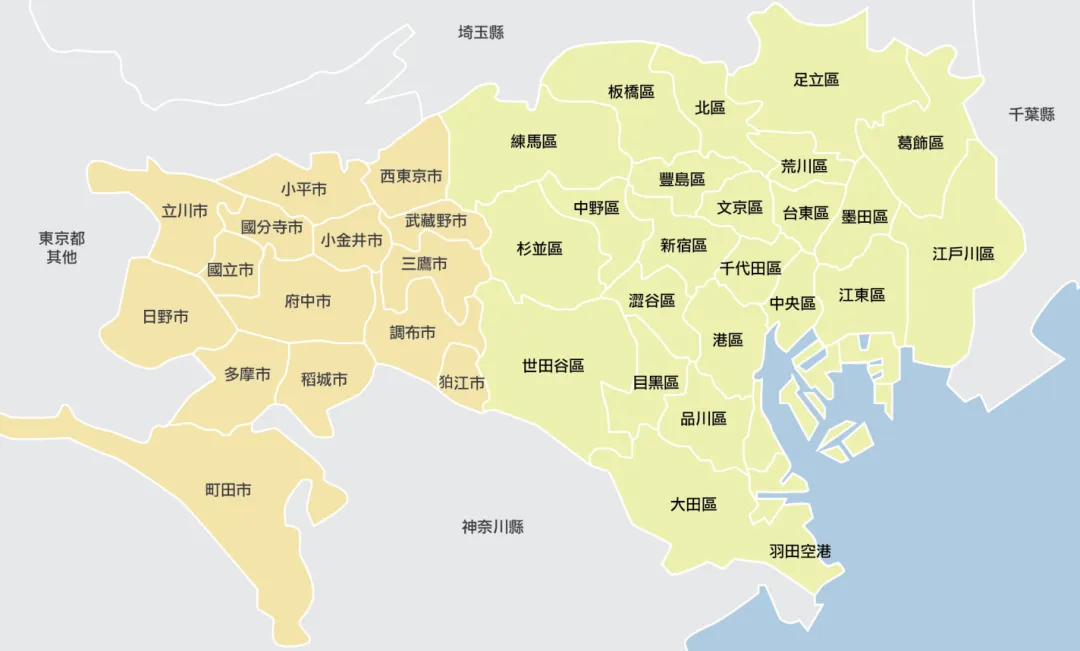 埼玉縣
足立區
板橋區
北區
千葉縣
練馬區
葛飾區
荒川區
西東京市
豐島區
小平市
中野區
文京區
立川市
台東區
墨田區
武蔵野市
國分寺市
小金井市
東京都
其他
杉並區
新宿區
江戶川區
三鷹市
千代田區
國立市
江東區
府中市
澀谷區
中央區
日野市
調布市
港區
世田谷區
多摩市
稻城市
狛江市
目黑區
品川區
町田市
大田區
神奈川縣
羽田空港